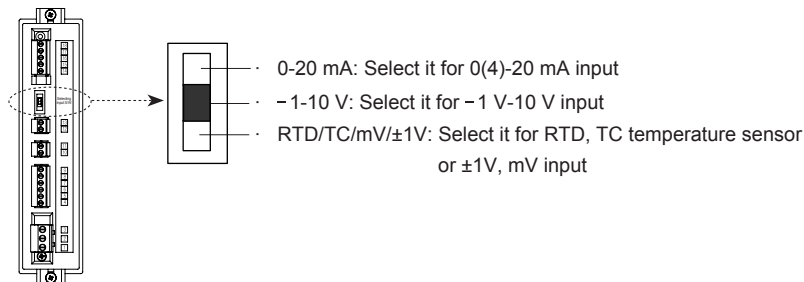 0-20 mA: Select it for 0(4)-20 mA input
−1-10 V: Select it for −1 V-10 V input
RTD/TC/mV/±1V: Select it for RTD, TC temperature sensor
or ±1V, mV input